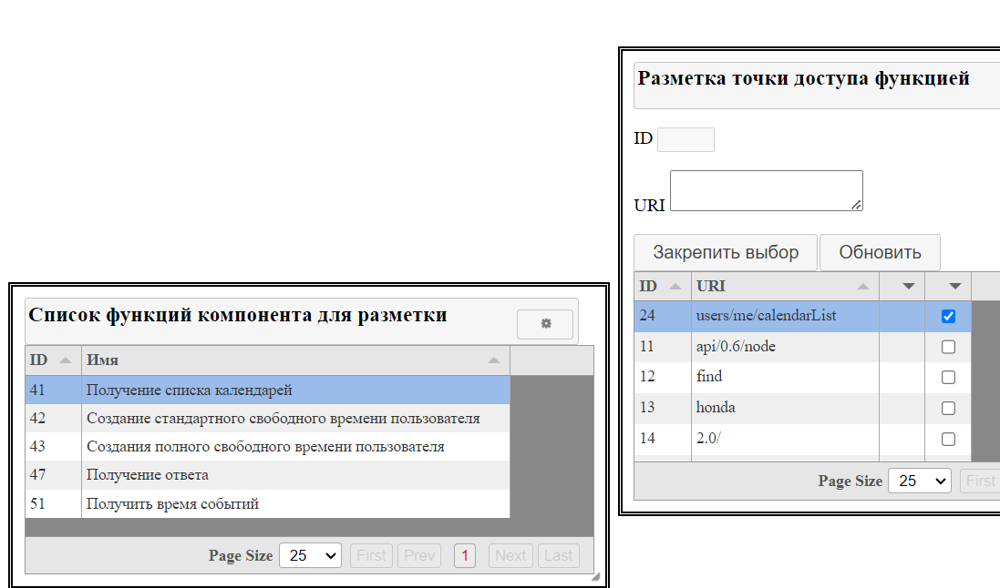 Разметка точки доступа функцией
ID
URI
Закрепить выбор Обновить
ID URI
24 users/me/calendarList
11 api/0.6/node
12 find
13 honda
14 2.0/
Page Size 25 First
Список функций компонента для разметки
ID Имя
41 Получение списка календарей
42 Создание стандартного свободного времени пользователя
43 Создания полного свободного времени пользователя
47 Получение ответа
51 Получить время событий
Page Size 25 First Prev 1 Next Last